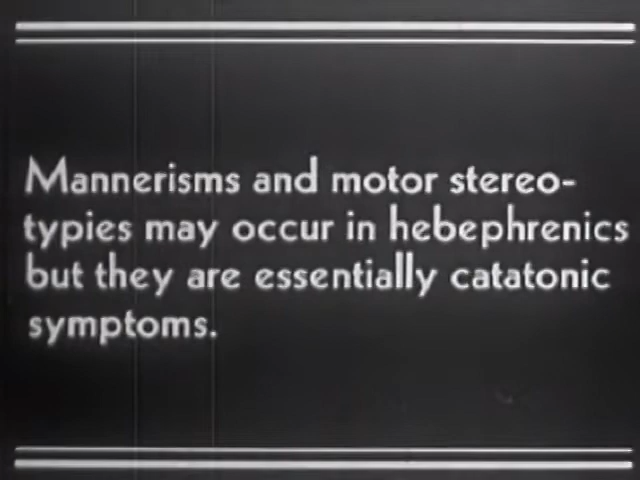 Mannerisms and motor stereo-
typies may occur in hebephrenics
but they are essentially catatonic
symptoms.